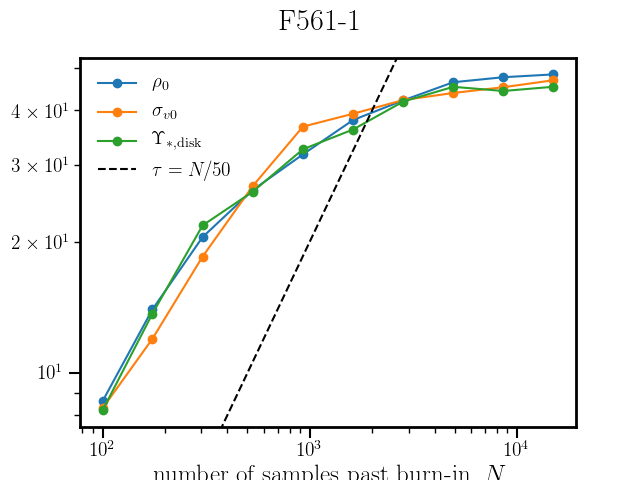 F561-1
ρ₀
σᵥ₀
ϒ_{*,disk}
τ = N/50
4 × 10¹
3 × 10¹
2 × 10¹
10¹
10² 10³ 10⁴
number of samples past burn-in, N